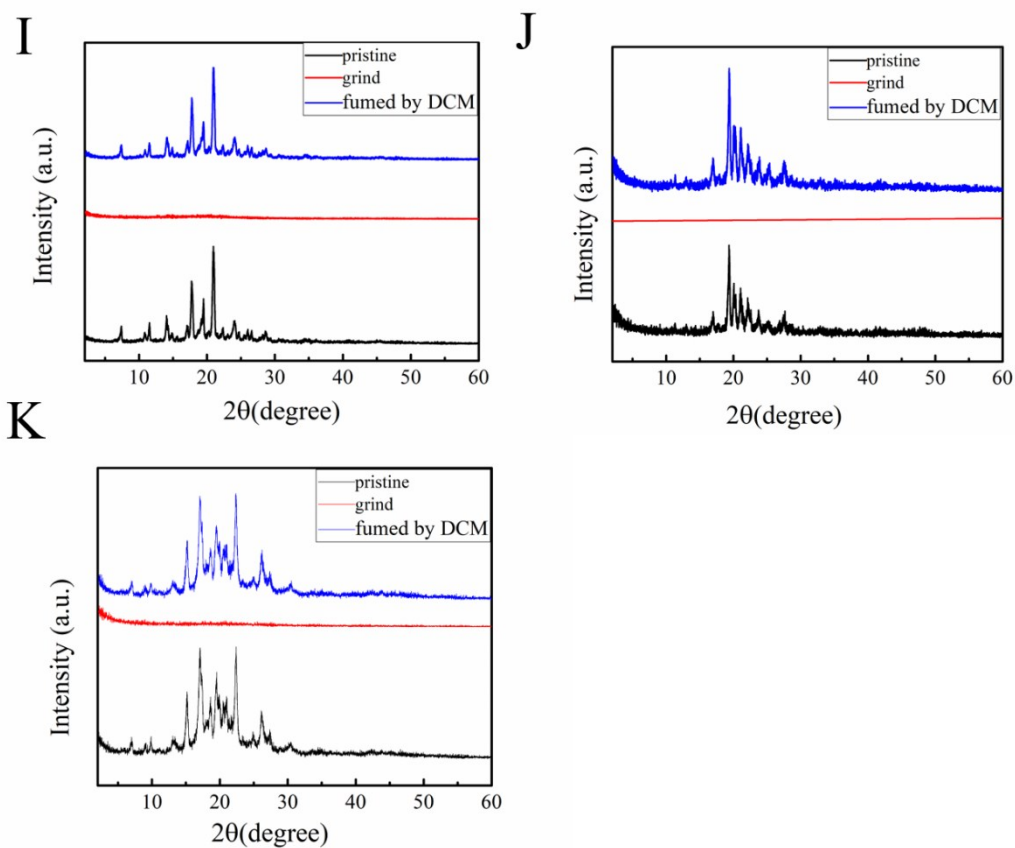 I
pristine
grind
fumed by DCM
Intensity (a.u.)
10 20 30 40 50 60
2θ(degree)
J
pristine
grind
fumed by DCM
Intensity (a.u.)
10 20 30 40 50 60
2θ(degree)
K
pristine
grind
fumed by DCM
Intensity (a.u.)
10 20 30 40 50 60
2θ(degree)